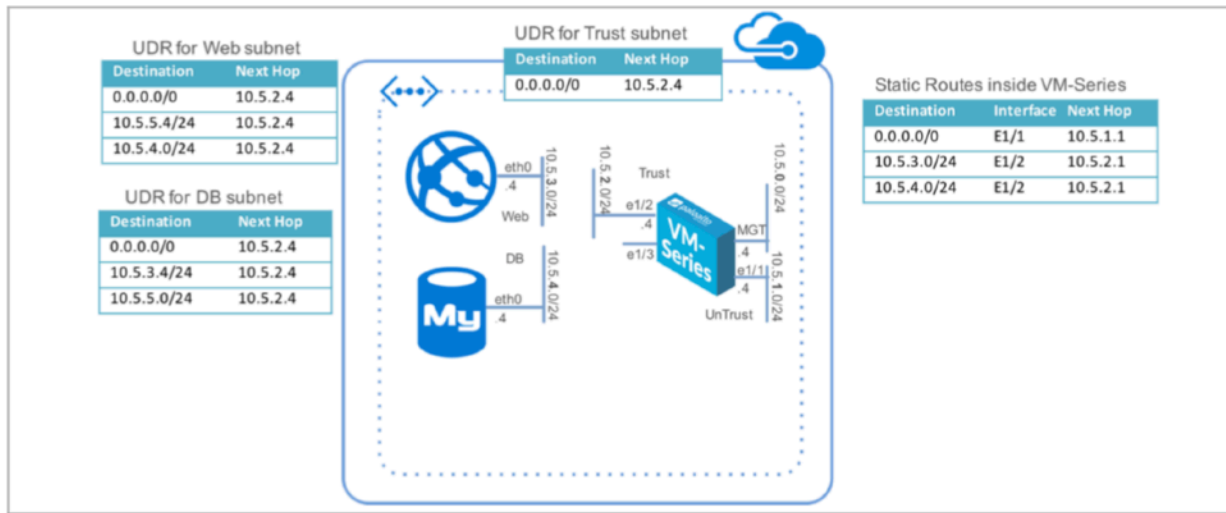 UDR for Web subnet
Destination Next Hop
0.0.0.0/0 10.5.2.4
10.5.5.4/24 10.5.2.4
10.5.4.0/24 10.5.2.4
UDR for DB subnet
Destination Next Hop
0.0.0.0/0 10.5.2.4
10.5.3.4/24 10.5.2.4
10.5.5.0/24 10.5.2.4
UDR for Trust subnet
Destination Next Hop
0.0.0.0/0 10.5.2.4
eth0
.4
10.5.3.0/24
Web
DB
My
eth0
.4
10.5.4.0/24
10.5.2.0/24
Trust
e1/2
.4
e1/3
paloalto
VM-
Series
MGT
.4
10.5.0.0/24
e1/1
.4
10.5.1.0/24
UnTrust
Static Routes inside VM-Series
Destination Interface Next Hop
0.0.0.0/0 E1/1 10.5.1.1
10.5.3.0/24 E1/2 10.5.2.1
10.5.4.0/24 E1/2 10.5.2.1